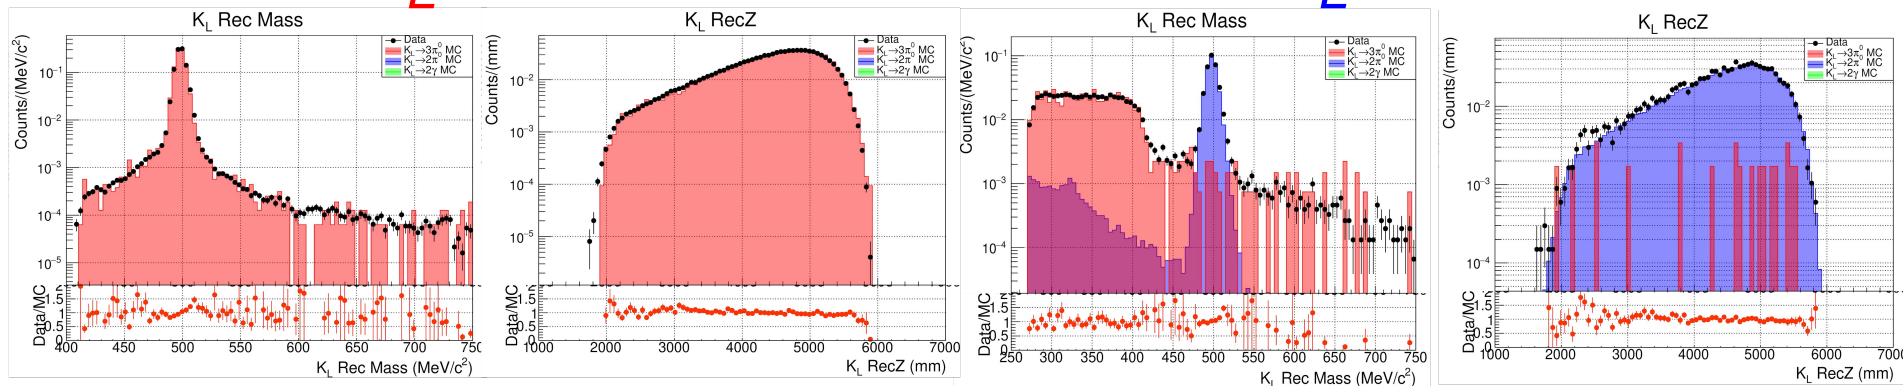 L
L
K_L Rec Mass
Counts/(MeV/c²)
Data
K_L→3π⁰ MC
K_L→2π⁰ MC
K_L→2γ MC
10⁻¹
10⁻²
10⁻³
10⁻⁴
10⁻⁵
Data/MC
2
1.5
1
0.5
0
400 450 500 550 600 650 700 750
K_L Rec Mass (MeV/c²)
K_L RecZ
Counts/(mm)
Data
K_L→3π⁰ MC
K_L→2π⁰ MC
K_L→2γ MC
10⁻²
10⁻³
10⁻⁴
10⁻⁵
Data/MC
2
1.5
1
0.5
0
1000 2000 3000 4000 5000 6000 7000
K_L RecZ (mm)
K_L Rec Mass
Counts/(MeV/c²)
Data
K_L→3π⁰ MC
K_L→2π⁰ MC
K_L→2γ MC
10⁻¹
10⁻²
10⁻³
10⁻⁴
Data/MC
2
1.5
1
0.5
250 300 350 400 450 500 550 600 650 700 750
K_L Rec Mass (MeV/c²)
K_L RecZ
Counts/(mm)
Data
K_L→3π⁰ MC
K_L→2π⁰ MC
K_L→2γ MC
10⁻²
10⁻³
10⁻⁴
Data/MC
2
1.5
1
0.5
1000 2000 3000 4000 5000 6000 7000
K_L RecZ (mm)